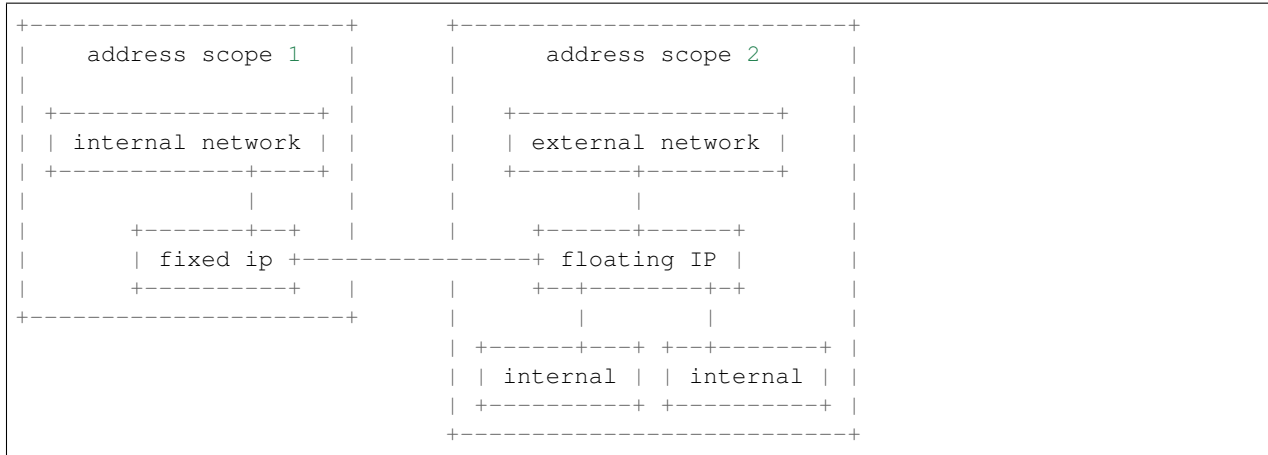 address scope 1 address scope 2
internal network external network
fixed ip floating IP
internal internal